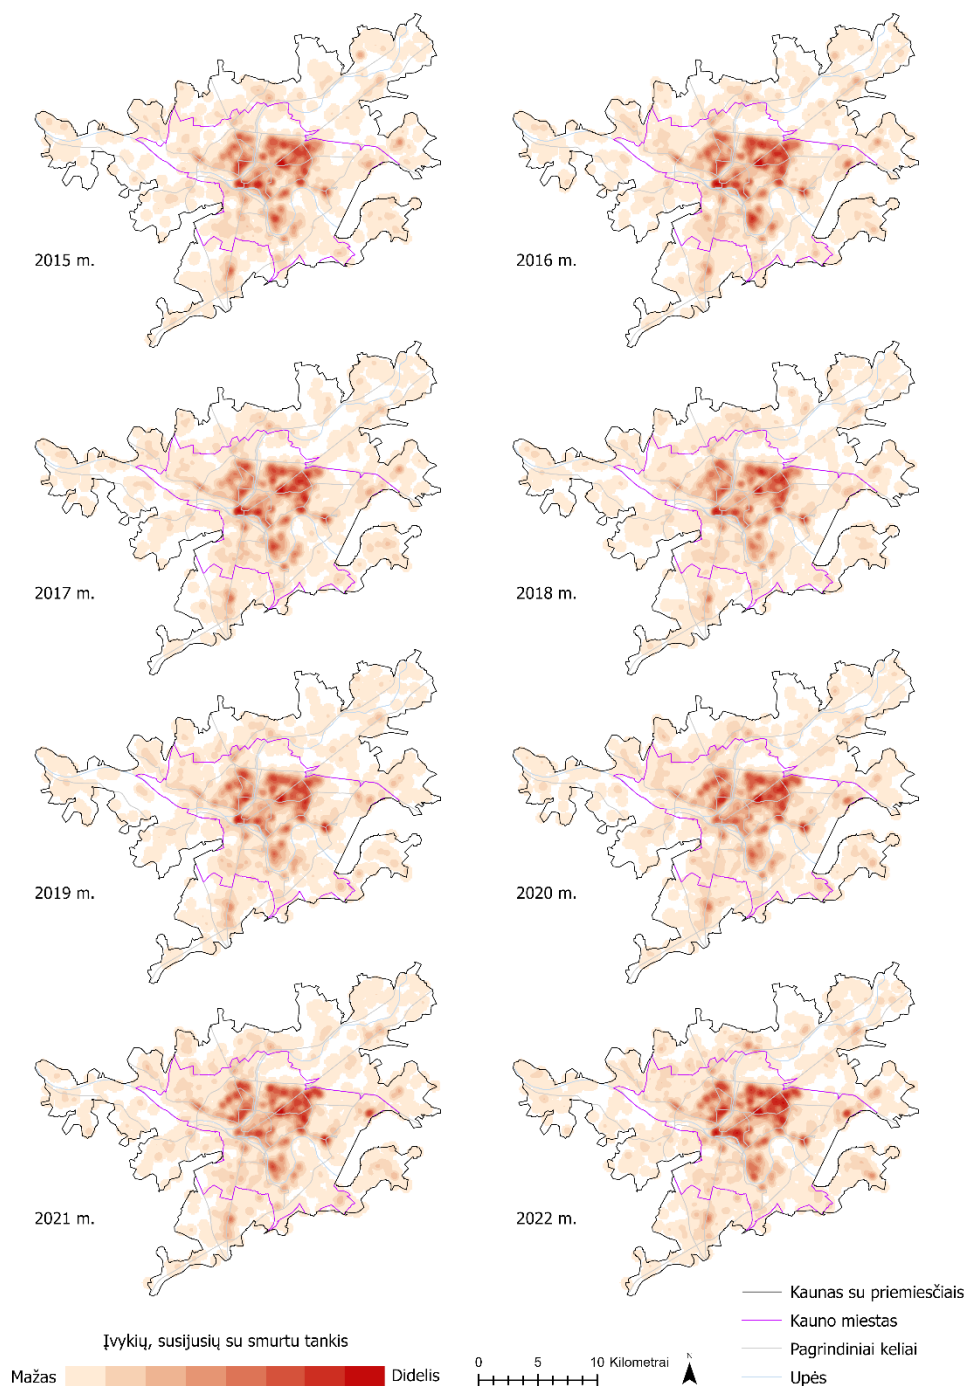 2015 m.
2016 m.
2017 m.
2018 m.
2019 m.
2020 m.
2021 m.
2022 m.
Įvykių, susijusių su smurtu tankis
Mažas
Didelis
0 5 10 Kilometrai
N
Kaunas su priemiesčiais
Kauno miestas
Pagrindiniai keliai
Upės